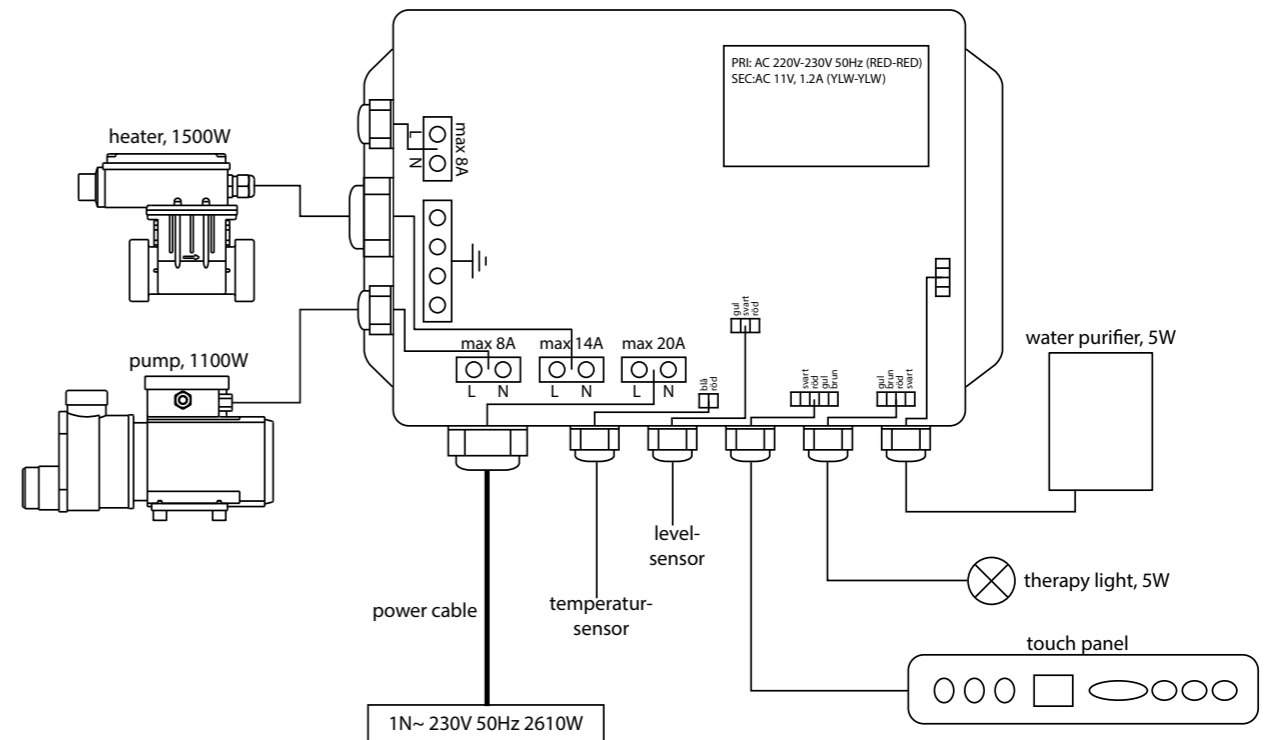 PRI: AC 220V-230V 50Hz (RED-RED)
SEC:AC 11V, 1.2A (YLW-YLW)
heater, 1500W
L
N
max 8A
pump, 1100W
max 8A
L
N
max 14A
L
N
max 20A
L
N
blå
röd
gul
svart
röd
svart
röd
gul
brun
gul
brun
röd
svart
water purifier, 5W
level-
sensor
therapy light, 5W
temperatur-
sensor
power cable
touch panel
1N~ 230V 50Hz 2610W